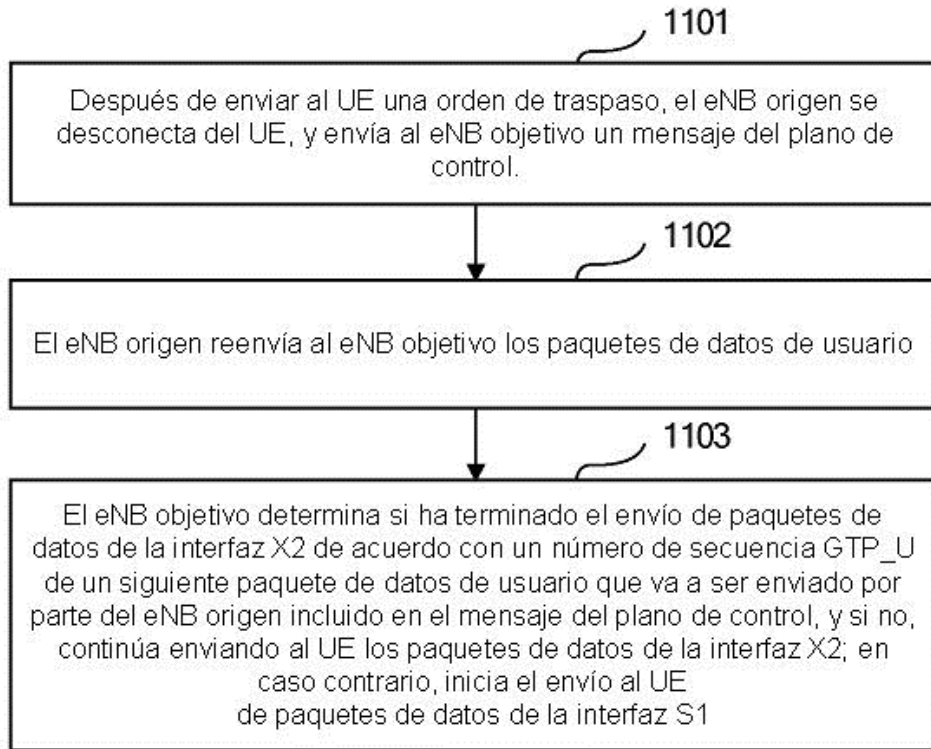 1101
Después de enviar al UE una orden de traspaso, el eNB origen se
desconecta del UE, y envía al eNB objetivo un mensaje del plano de
control.
1102
El eNB origen reenvía al eNB objetivo los paquetes de datos de usuario
1103
El eNB objetivo determina si ha terminado el envío de paquetes de
datos de la interfaz X2 de acuerdo con un número de secuencia GTP_U
de un siguiente paquete de datos de usuario que va a ser enviado por
parte del eNB origen incluido en el mensaje del plano de control, y si no,
continúa enviando al UE los paquetes de datos de la interfaz X2; en
caso contrario, inicia el envío al UE
de paquetes de datos de la interfaz S1